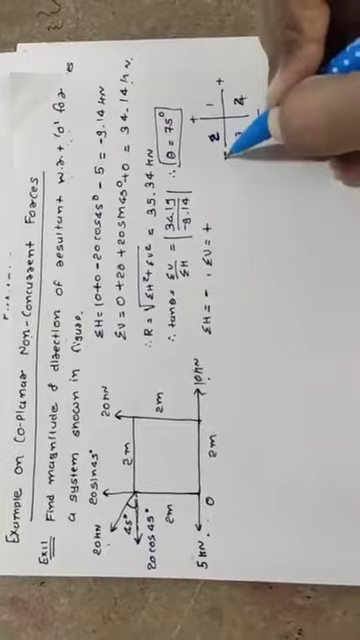 Example on Co-Planar Non-Concurrent Forces
Ex:1 Find magnitude & direction of resultant w.r.t 'o' for
a system shown in figure.
20 kN
20 sin 45°
20 kN
45°
20 cos 45°
2m
2m
2m
2m
5 kN
O
10 kN
ΣH = 10 + 0 - 20 cos 45° - 5 = -9.14 kN
ΣV = 0 + 20 + 20 sin 45° + 0 = 34.14 kN
∴ R = √ΣH² + ΣV² = 35.34 kN
∴ tan θ = ΣV/ΣH = |34.14/-9.14| ∴ θ = 75°
ΣH = - , ΣV = +
+
+
2
1
4